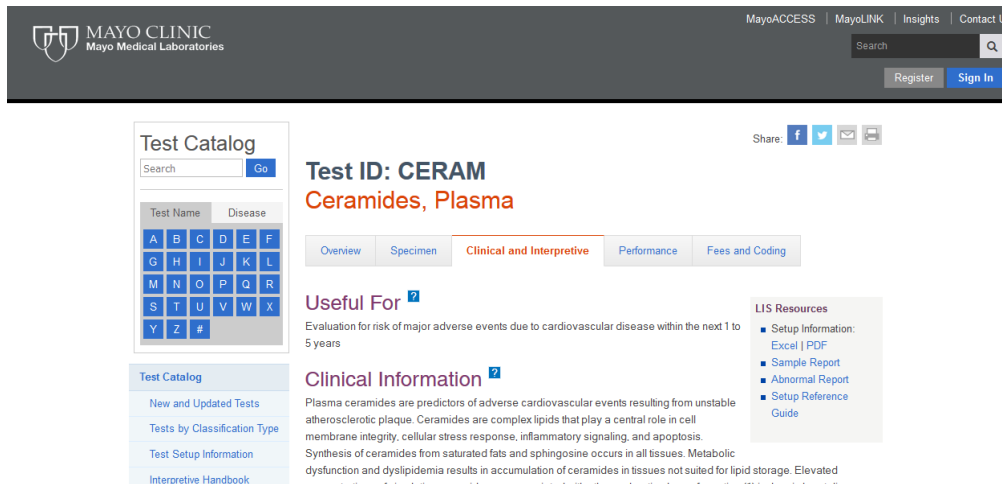 MayoACCESS | MayoLINK | Insights | Contact U
MAYO CLINIC
Mayo Medical Laboratories
Search
Register
Sign In
Test Catalog
Search
Go
Test Name
Disease
A B C D E F
G H I J K L
M N O P Q R
S T U V W X
Y Z #
Test Catalog
New and Updated Tests
Tests by Classification Type
Test Setup Information
Interpretive Handbook
Share:
Test ID: CERAM
Ceramides, Plasma
Overview
Specimen
Clinical and Interpretive
Performance
Fees and Coding
Useful For ?
Evaluation for risk of major adverse events due to cardiovascular disease within the next 1 to
5 years
Clinical Information ?
Plasma ceramides are predictors of adverse cardiovascular events resulting from unstable
atherosclerotic plaque. Ceramides are complex lipids that play a central role in cell
membrane integrity, cellular stress response, inflammatory signaling, and apoptosis.
Synthesis of ceramides from saturated fats and sphingosine occurs in all tissues. Metabolic
dysfunction and dyslipidemia results in accumulation of ceramides in tissues not suited for lipid storage. Elevated
LIS Resources
Setup Information:
Excel | PDF
Sample Report
Abnormal Report
Setup Reference
Guide